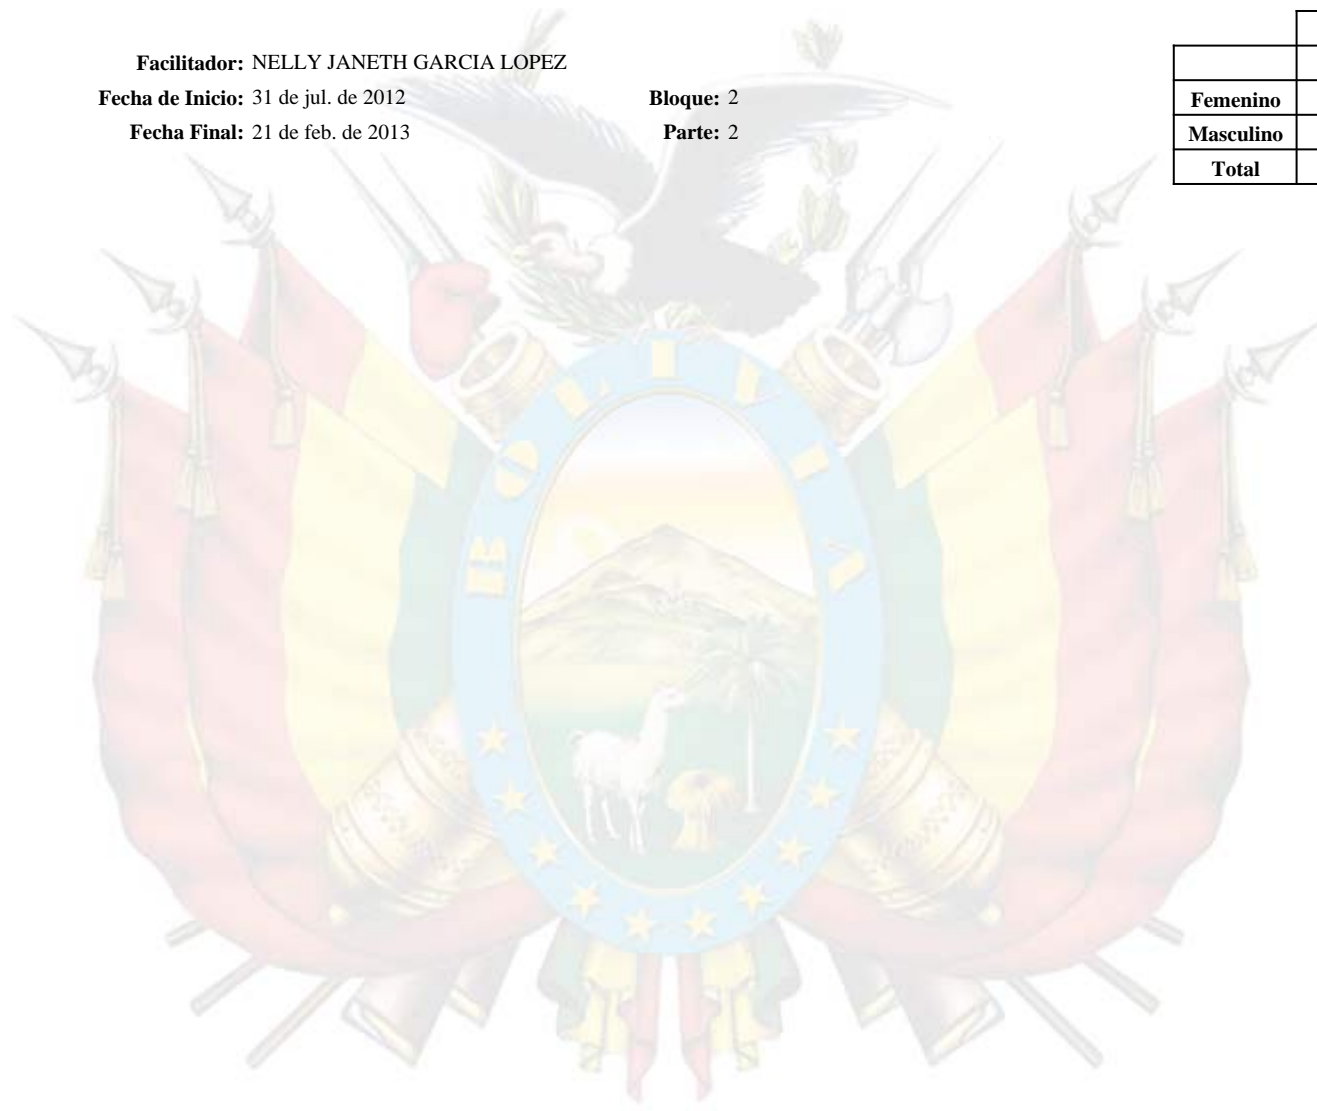 Facilitador: NELLY JANETH GARCIA LOPEZ
Fecha de Inicio: 31 de jul. de 2012 Bloque: 2
Fecha Final: 21 de feb. de 2013 Parte: 2
Femenino
Masculino
Total
BOLIVIA